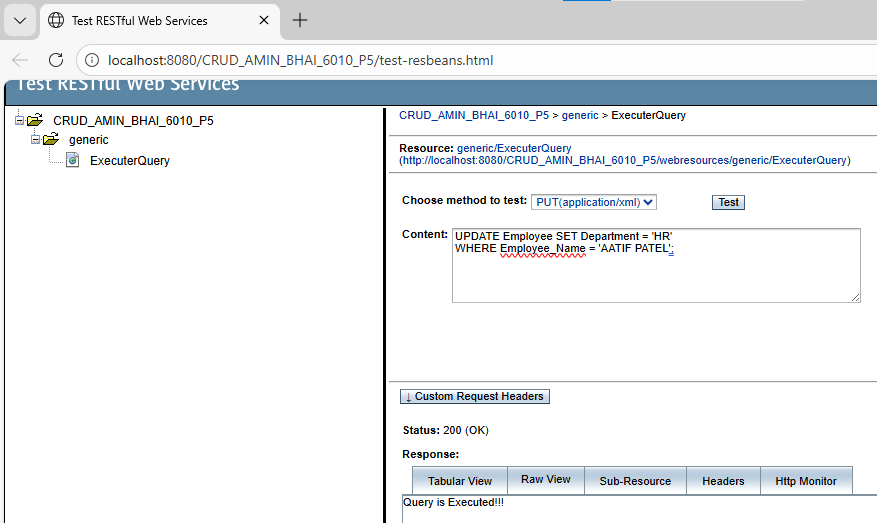 Test RESTful Web Services
localhost:8080/CRUD_AMIN_BHAI_6010_P5/test-resbeans.html
Test RESTful Web Services
CRUD_AMIN_BHAI_6010_P5
generic
ExecuterQuery
CRUD_AMIN_BHAI_6010_P5 > generic > ExecuterQuery
Resource: generic/ExecuterQuery
(http://localhost:8080/CRUD_AMIN_BHAI_6010_P5/webresources/generic/ExecuterQuery)
Choose method to test: PUT(application/xml) Test
Content: UPDATE Employee SET Department = 'HR'
WHERE Employee_Name = 'AATIF PATEL';
↓ Custom Request Headers
Status: 200 (OK)
Response:
Tabular View Raw View Sub-Resource Headers Http Monitor
Query is Executed!!!